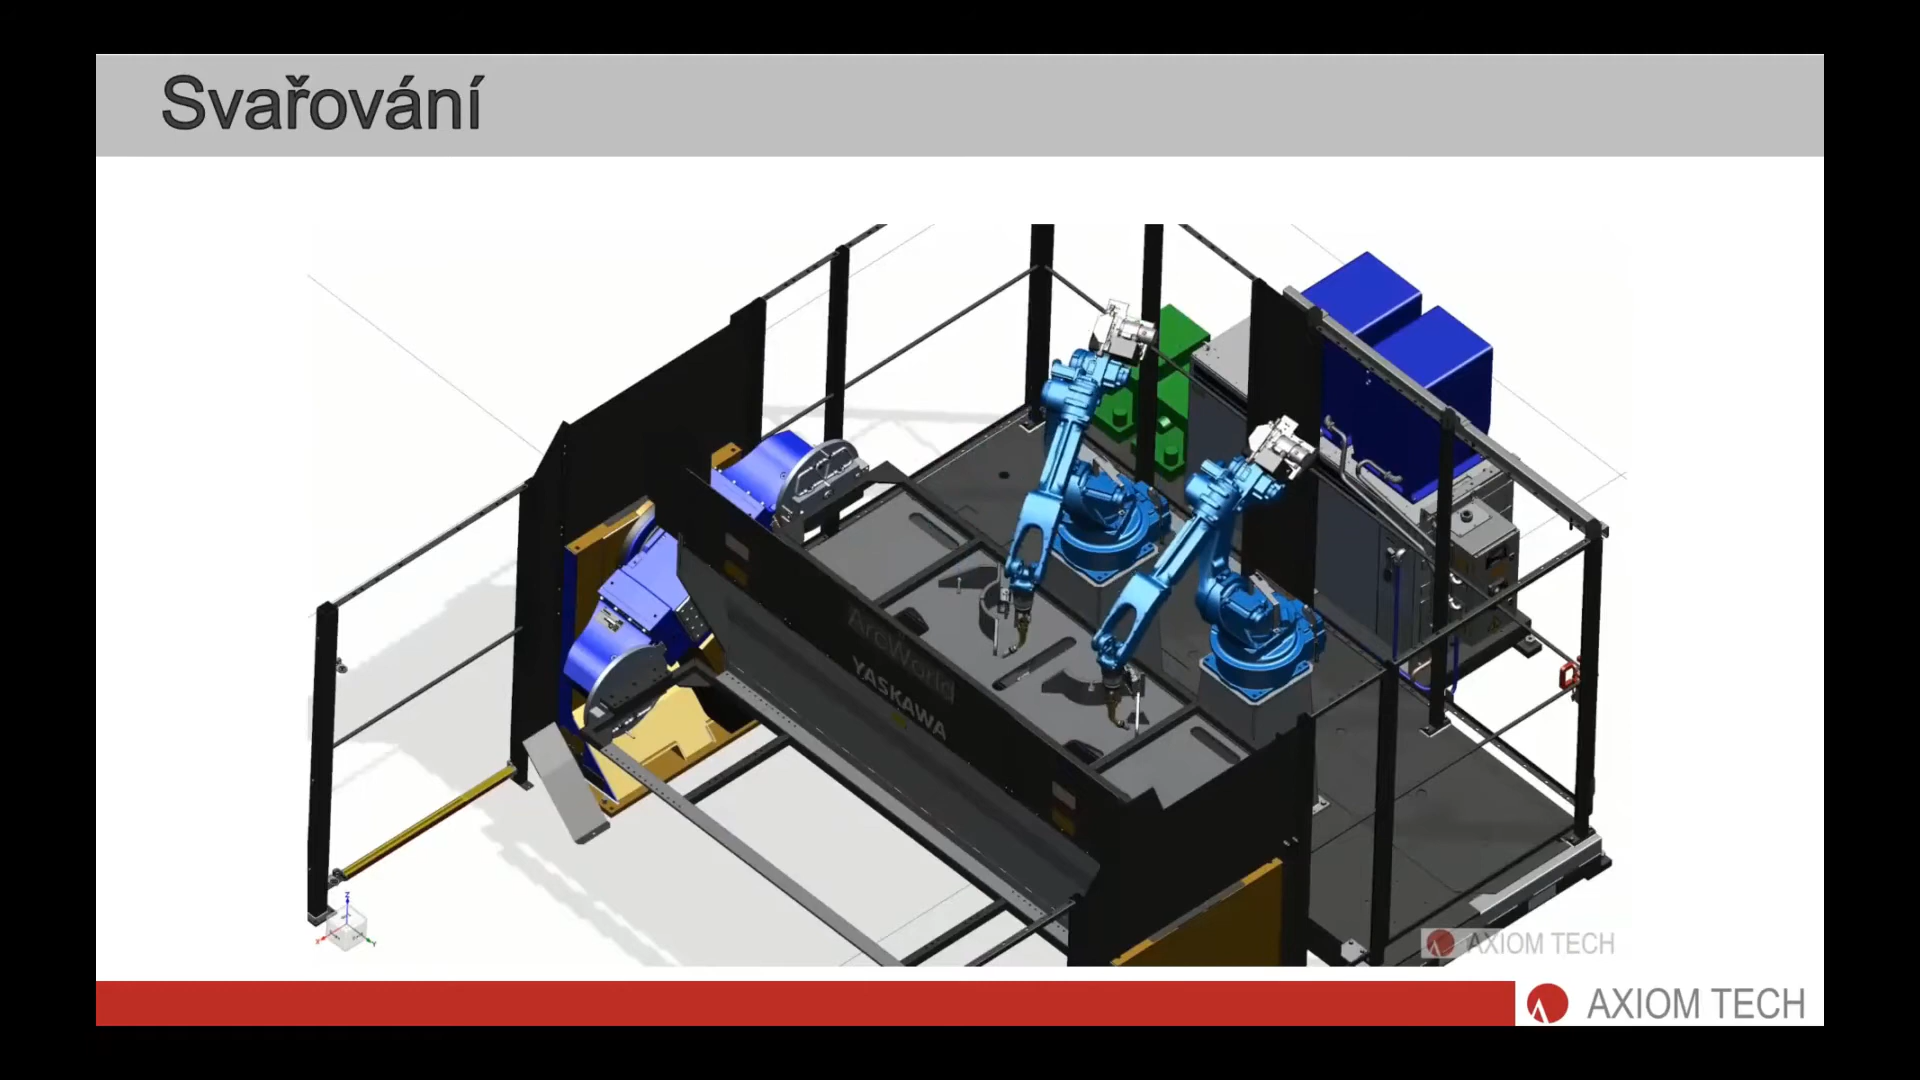 Svařování
ArcWorld
YASKAWA
AXIOM TECH
AXIOM TECH